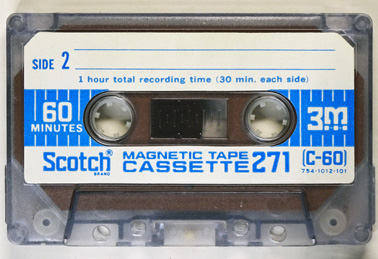 SIDE 2
1 hour total recording time (30 min. each side)
60
MINUTES
3M
Scotch®
BRAND
MAGNETIC TAPE
CASSETTE 271
(C-60)
754-1012-101